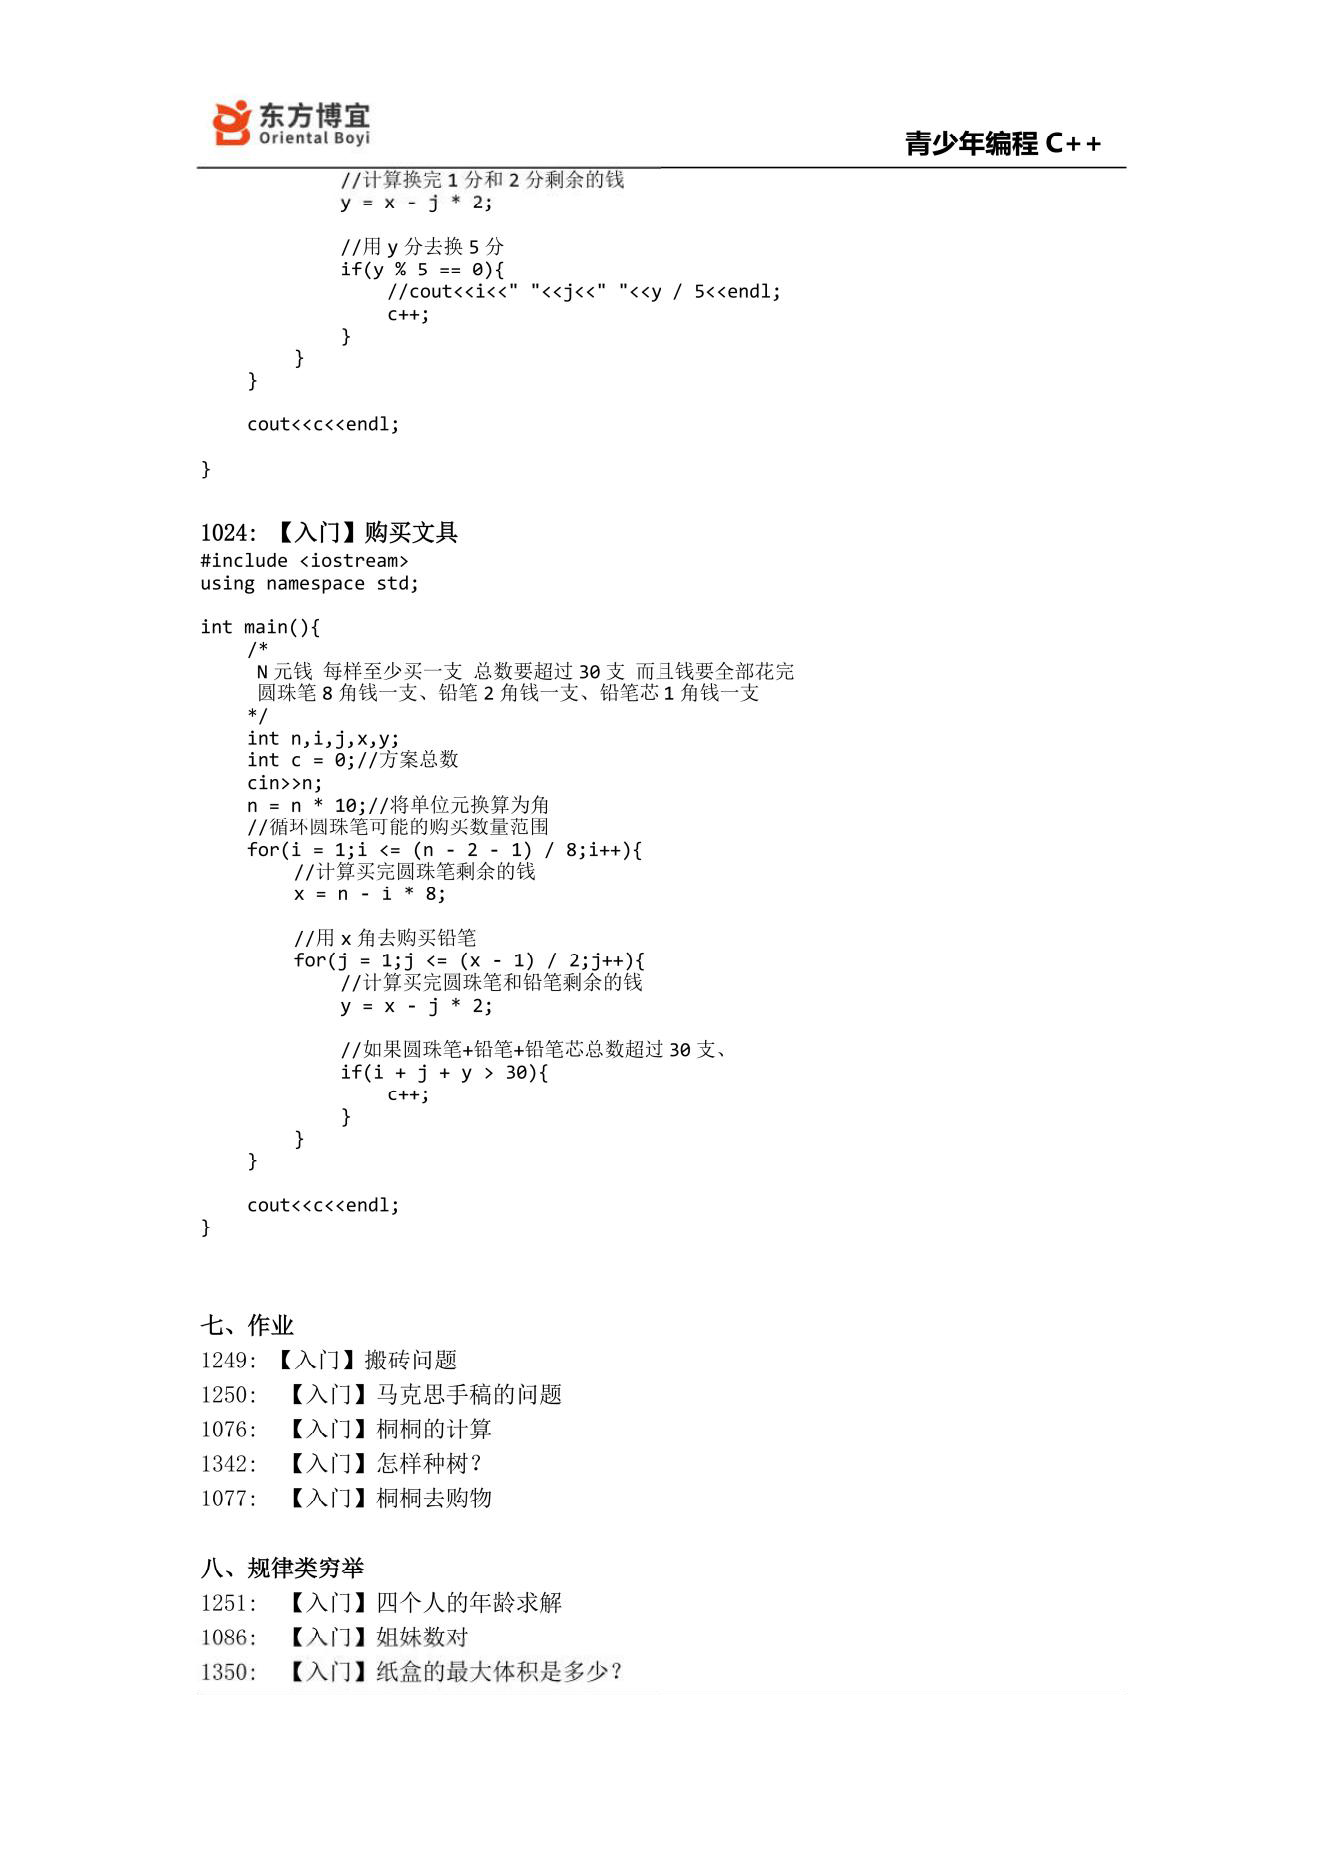 东方博宜
Oriental Boyi
青少年编程 C++
//计算换完 1 分和 2 分剩余的钱
y = x - j * 2;
//用 y 分去换 5 分
if(y % 5 == 0){
//cout<<i<<" "<<j<<" "<<y / 5<<endl;
c++;
}
}
}
cout<<c<<endl;
}
1024: 【入门】购买文具
#include <iostream>
using namespace std;
int main(){
/*
N 元钱 每样至少买一支 总数要超过 30 支 而且钱要全部花完
圆珠笔 8 角钱一支、铅笔 2 角钱一支、铅笔芯 1 角钱一支
*/
int n,i,j,x,y;
int c = 0;//方案总数
cin>>n;
n = n * 10;//将单位元换算为角
//循环圆珠笔可能的购买数量范围
for(i = 1;i <= (n - 2 - 1) / 8;i++){
//计算买完圆珠笔剩余的钱
x = n - i * 8;
//用 x 角去购买铅笔
for(j = 1;j <= (x - 1) / 2;j++){
//计算买完圆珠笔和铅笔剩余的钱
y = x - j * 2;
//如果圆珠笔+铅笔+铅笔芯总数超过 30 支、
if(i + j + y > 30){
c++;
}
}
}
cout<<c<<endl;
}
七、作业
1249: 【入门】搬砖问题
1250: 【入门】马克思手稿的问题
1076: 【入门】桐桐的计算
1342: 【入门】怎样种树？
1077: 【入门】桐桐去购物
八、规律类穷举
1251: 【入门】四个人的年龄求解
1086: 【入门】姐妹数对
1350: 【入门】纸盒的最大体积是多少？